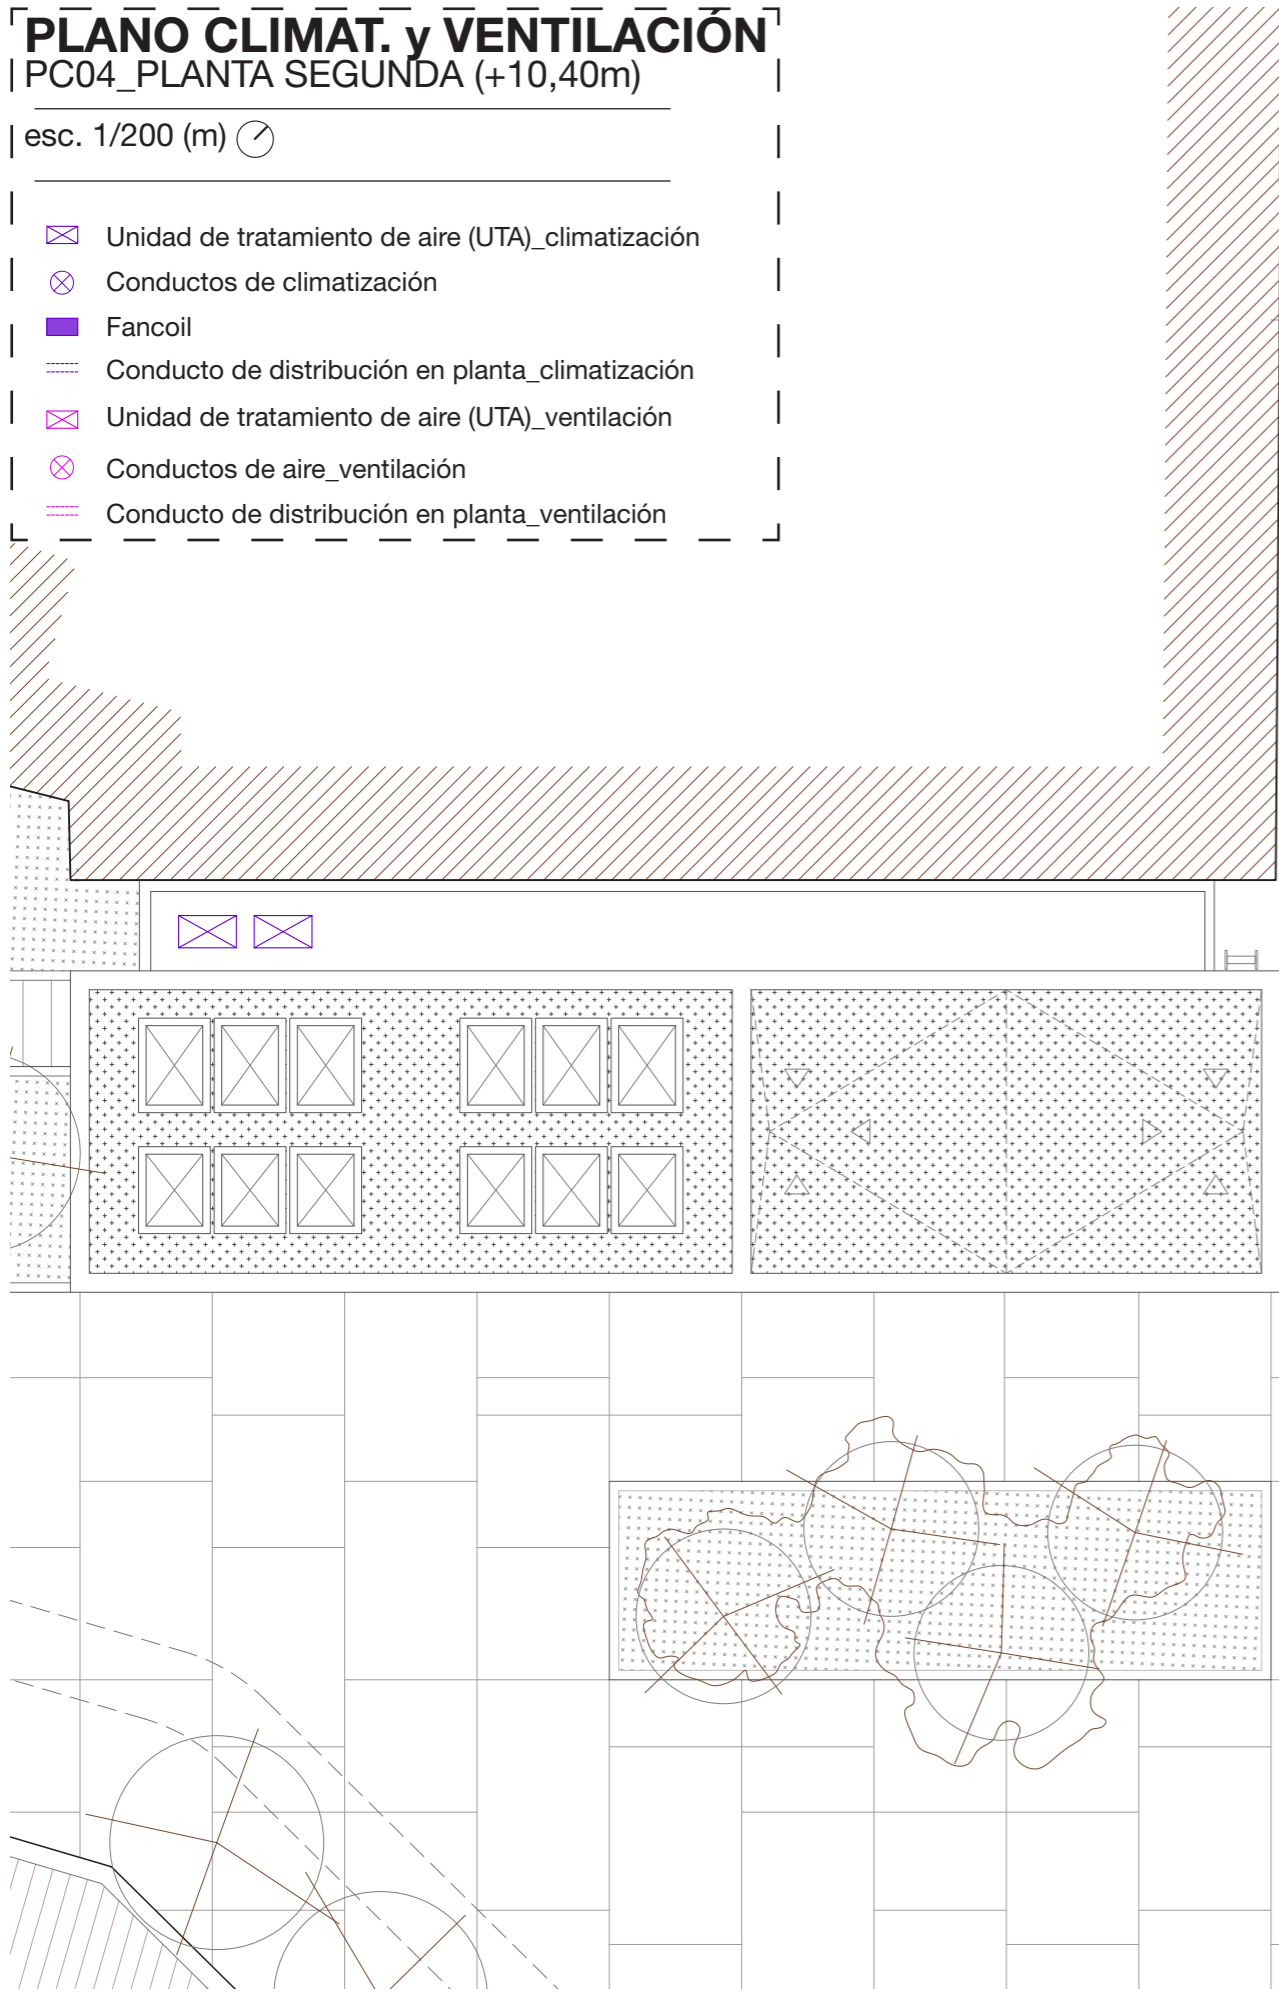 PLANO CLIMAT. y VENTILACIÓN
PC04_PLANTA SEGUNDA (+10,40m)
esc. 1/200 (m)
Unidad de tratamiento de aire (UTA)_climatización
Conductos de climatización
Fancoil
Conducto de distribución en planta_climatización
Unidad de tratamiento de aire (UTA)_ventilación
Conductos de aire_ventilación
Conducto de distribución en planta_ventilación